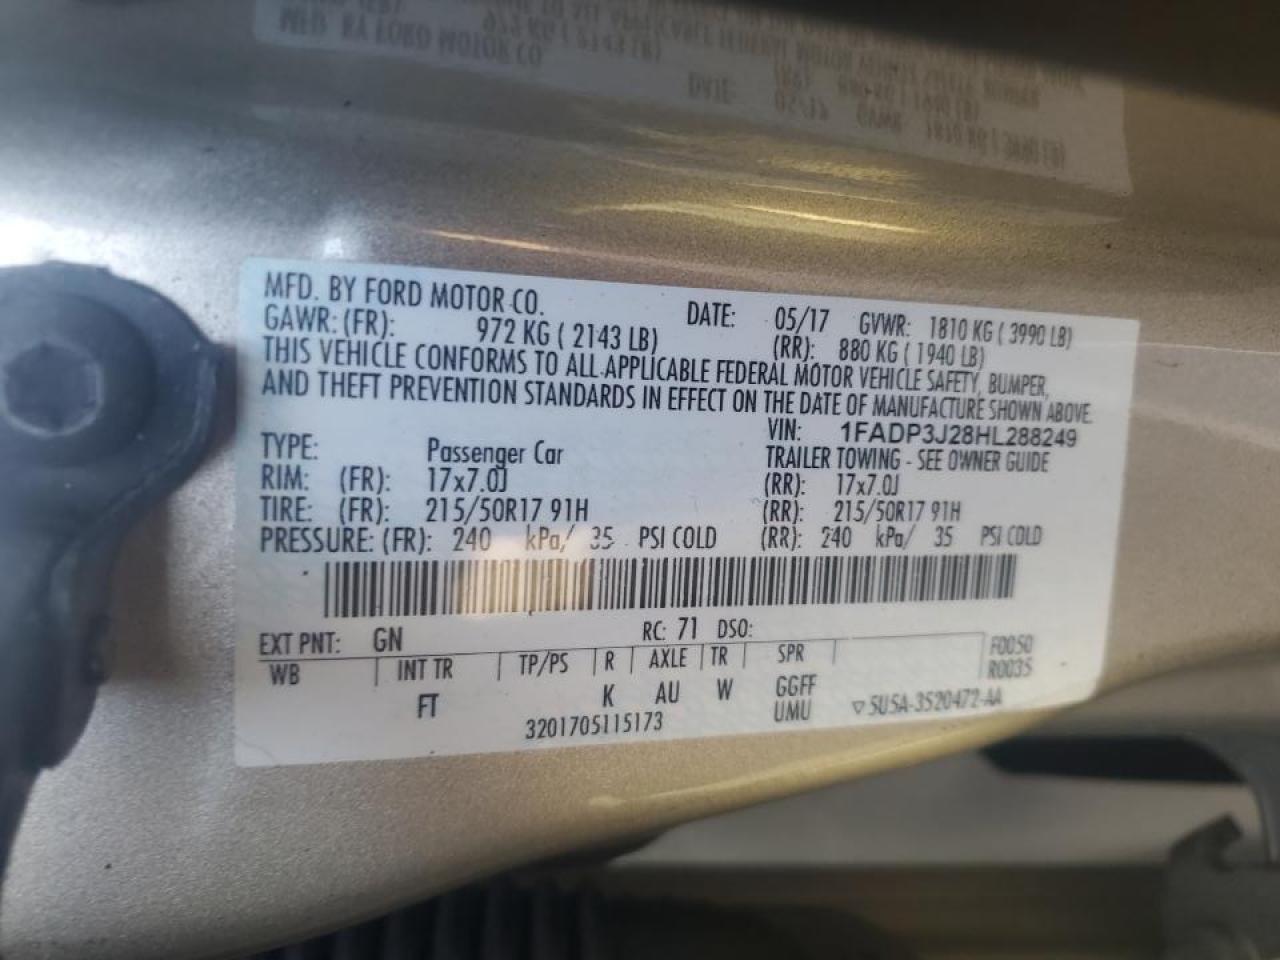 MFD. BY FORD MOTOR CO. DATE: 05/17 GVWR: 1810 KG ( 3990 LB)
GAWR: (FR): 972 KG ( 2143 LB) (RR): 880 KG ( 1940 LB)
THIS VEHICLE CONFORMS TO ALL APPLICABLE FEDERAL MOTOR VEHICLE SAFETY, BUMPER,
AND THEFT PREVENTION STANDARDS IN EFFECT ON THE DATE OF MANUFACTURE SHOWN ABOVE.
VIN: 1FADP3J28HL288249
TYPE: Passenger Car TRAILER TOWING - SEE OWNER GUIDE
RIM: (FR): 17x7.0J (RR): 17x7.0J
TIRE: (FR): 215/50R17 91H (RR): 215/50R17 91H
PRESSURE: (FR): 240 kPa/ 35 PSI COLD (RR): 240 kPa/ 35 PSI COLD
EXT PNT: GN RC: 71 DSO:
WB INT TR TP/PS R AXLE TR SPR F0050
R0035
FT K AU W GGFF
UMU
3201705115173 ▽ 5U5A-3520472-AA